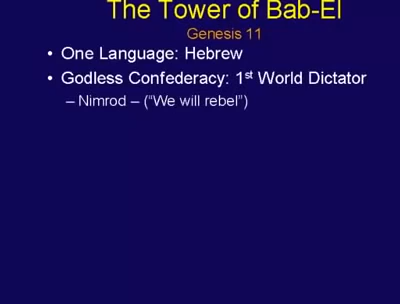 The Tower of Bab-El
Genesis 11
• One Language: Hebrew
• Godless Confederacy: 1st World Dictator
– Nimrod – ("We will rebel")